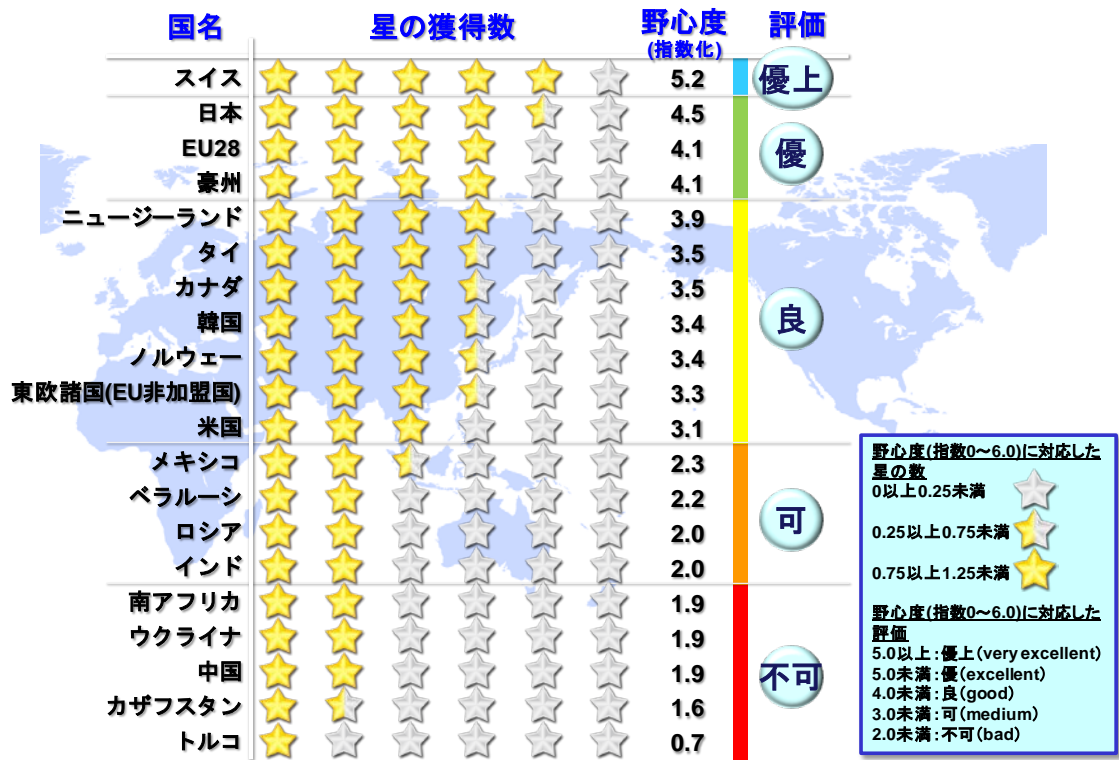 国名 星の獲得数 野心度 評価
(指数化)
スイス 5.2 優上
日本 4.5
EU28 4.1 優
豪州 4.1
ニュージーランド 3.9
タイ 3.5
カナダ 3.5
韓国 3.4 良
ノルウェー 3.4
東欧諸国(EU非加盟国) 3.3
米国 3.1
メキシコ 2.3
ベラルーシ 2.2
ロシア 2.0 可
インド 2.0
南アフリカ 1.9
ウクライナ 1.9
中国 1.9 不可
カザフスタン 1.6
トルコ 0.7
野心度(指数0～6.0)に対応した
星の数
0以上0.25未満
0.25以上0.75未満
0.75以上1.25未満
野心度(指数0～6.0)に対応した
評価
5.0以上:優上(very excellent)
5.0未満:優(excellent)
4.0未満:良(good)
3.0未満:可(medium)
2.0未満:不可(bad)